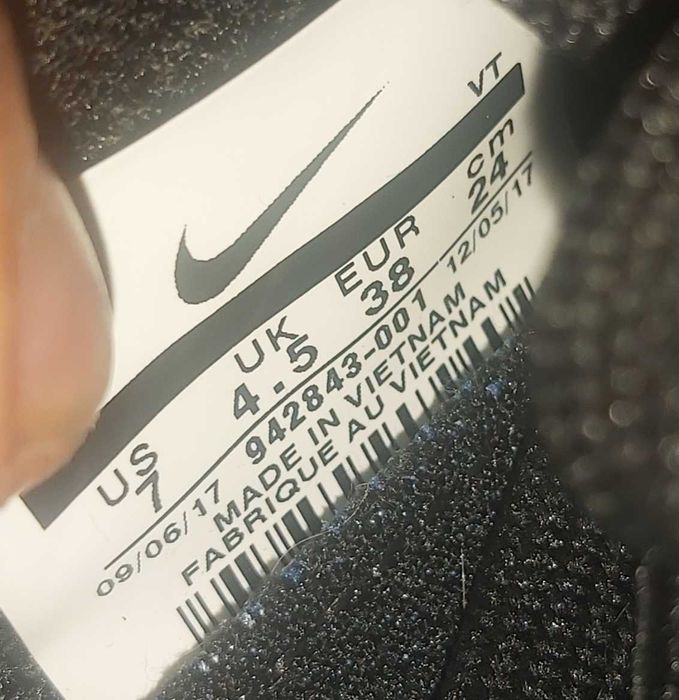 VT
US UK EUR cm
7 4.5 38 24
09/06/17 942843-001 12/05/17
MADE IN VIETNAM
FABRIQUE AU VIETNAM